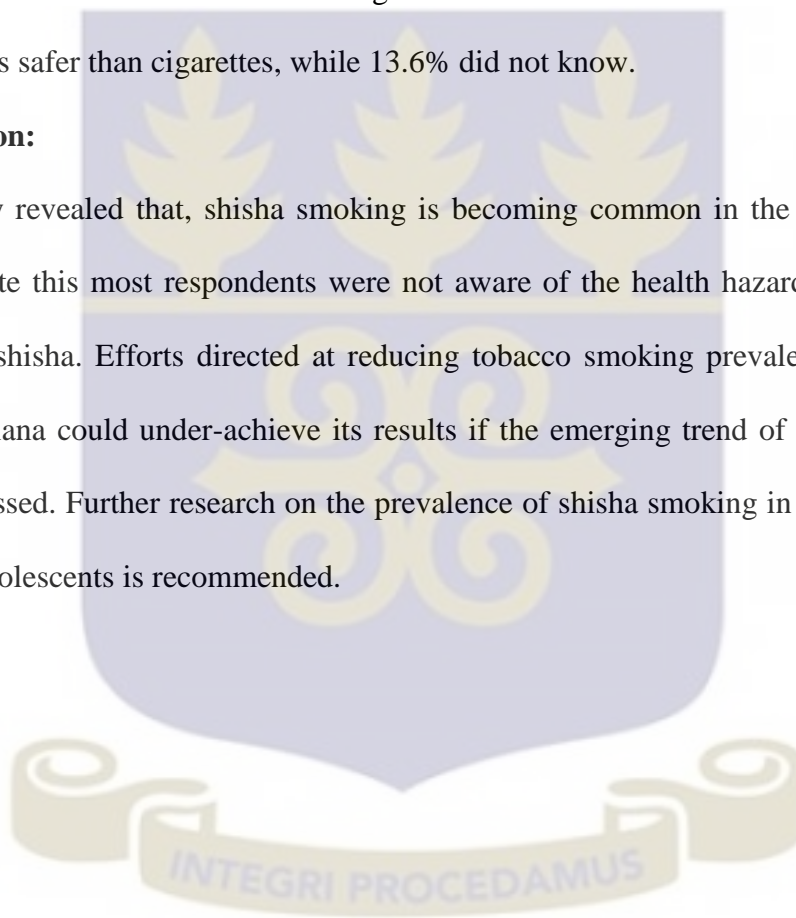 s safer than cigarettes, while 13.6% did not know.
on:
revealed that, shisha smoking is becoming common in the
te this most respondents were not aware of the health hazard
shisha. Efforts directed at reducing tobacco smoking prevale
ana could under-achieve its results if the emerging trend of
ssed. Further research on the prevalence of shisha smoking in
olescents is recommended.
INTEGRI PROCEDAMUS